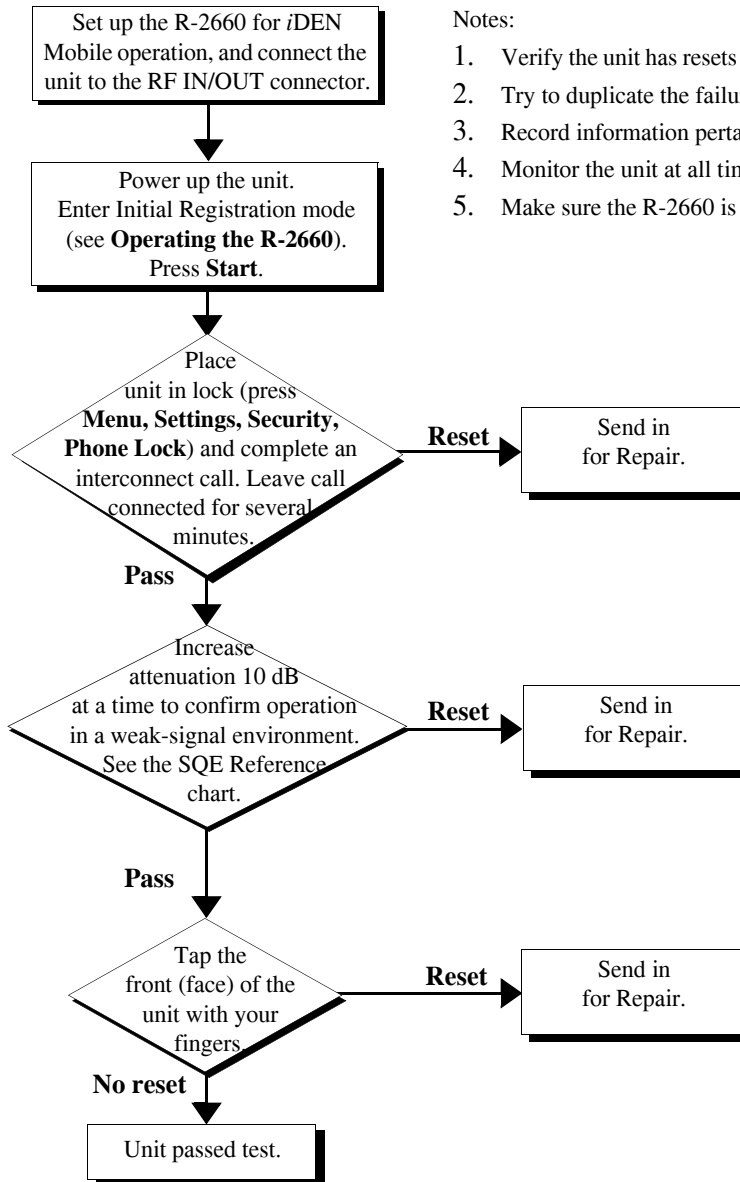 Set up the R-2660 for iDEN
Mobile operation, and connect the
unit to the RF IN/OUT connector.
Notes:
1. Verify the unit has resets
2. Try to duplicate the
3. Record information
4. Monitor the unit at all
5. Make sure the R-2660 is
Power up the unit.
Enter Initial Registration mode
(see Operating the R-2660).
Press Start.
Place
unit in lock (press
Menu, Settings, Security,
Phone Lock) and complete an
interconnect call. Leave call
connected for several
minutes.
Reset
Send in
for Repair.
Pass
Increase
attenuation 10 dB
at a time to confirm operation
in a weak-signal environment.
See the SQE Reference
chart.
Reset
Send in
for Repair.
Pass
Tap the
front (face) of the
unit with your
fingers.
Reset
Send in
for Repair.
No reset
Unit passed test.